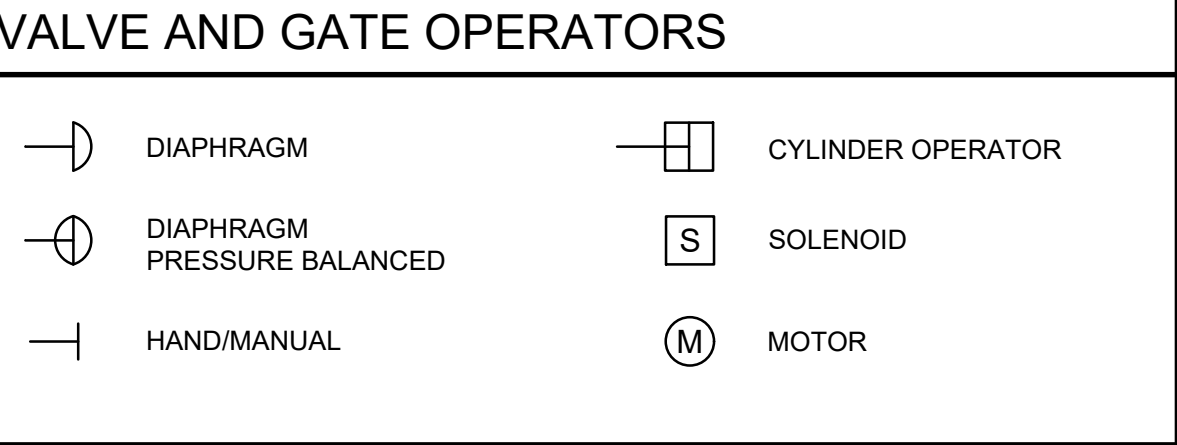 VALVE AND GATE OPERATORS
DIAPHRAGM
DIAPHRAGM
PRESSURE BALANCED
HAND/MANUAL
CYLINDER OPERATOR
S SOLENOID
M MOTOR